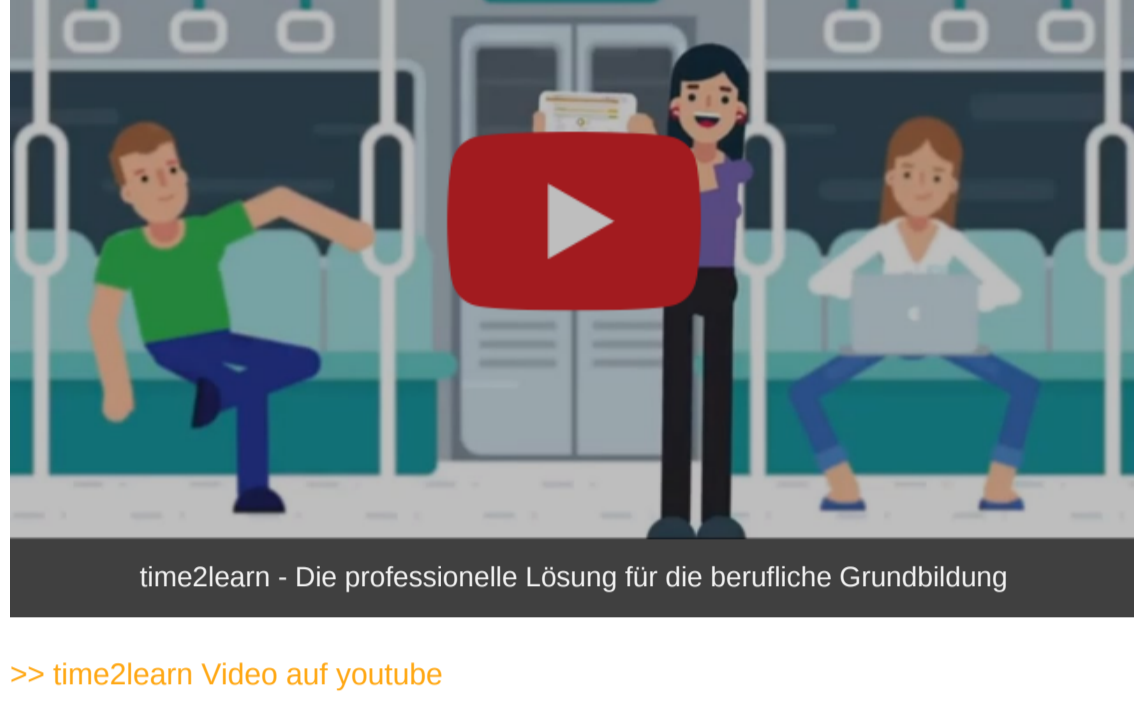 time2learn - Die professionelle Lösung für die berufliche Grundbildung
>> time2learn Video auf youtube